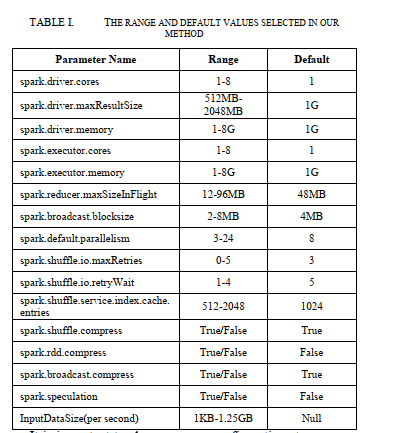 TABLE I. THE RANGE AND DEFAULT VALUES SELECTED IN OUR
METHOD
Parameter Name Range Default
spark.driver.cores 1-8 1
spark.driver.maxResultSize 512MB-2048MB 1G
spark.driver.memory 1-8G 1G
spark.executor.cores 1-8 1
spark.executor.memory 1-8G 1G
spark.reducer.maxSizeInFlight 12-96MB 48MB
spark.broadcast.blocksize 2-8MB 4MB
spark.default.parallelism 3-24 8
spark.shuffle.io.maxRetries 0-5 3
spark.shuffle.io.retryWait 1-4 5
spark.shuffle.service.index.cache.
entries 512-2048 1024
spark.shuffle.compress True/False True
spark.rdd.compress True/False False
spark.broadcast.compress True/False True
spark.speculation True/False False
InputDataSize(per second) 1KB-1.25GB Null